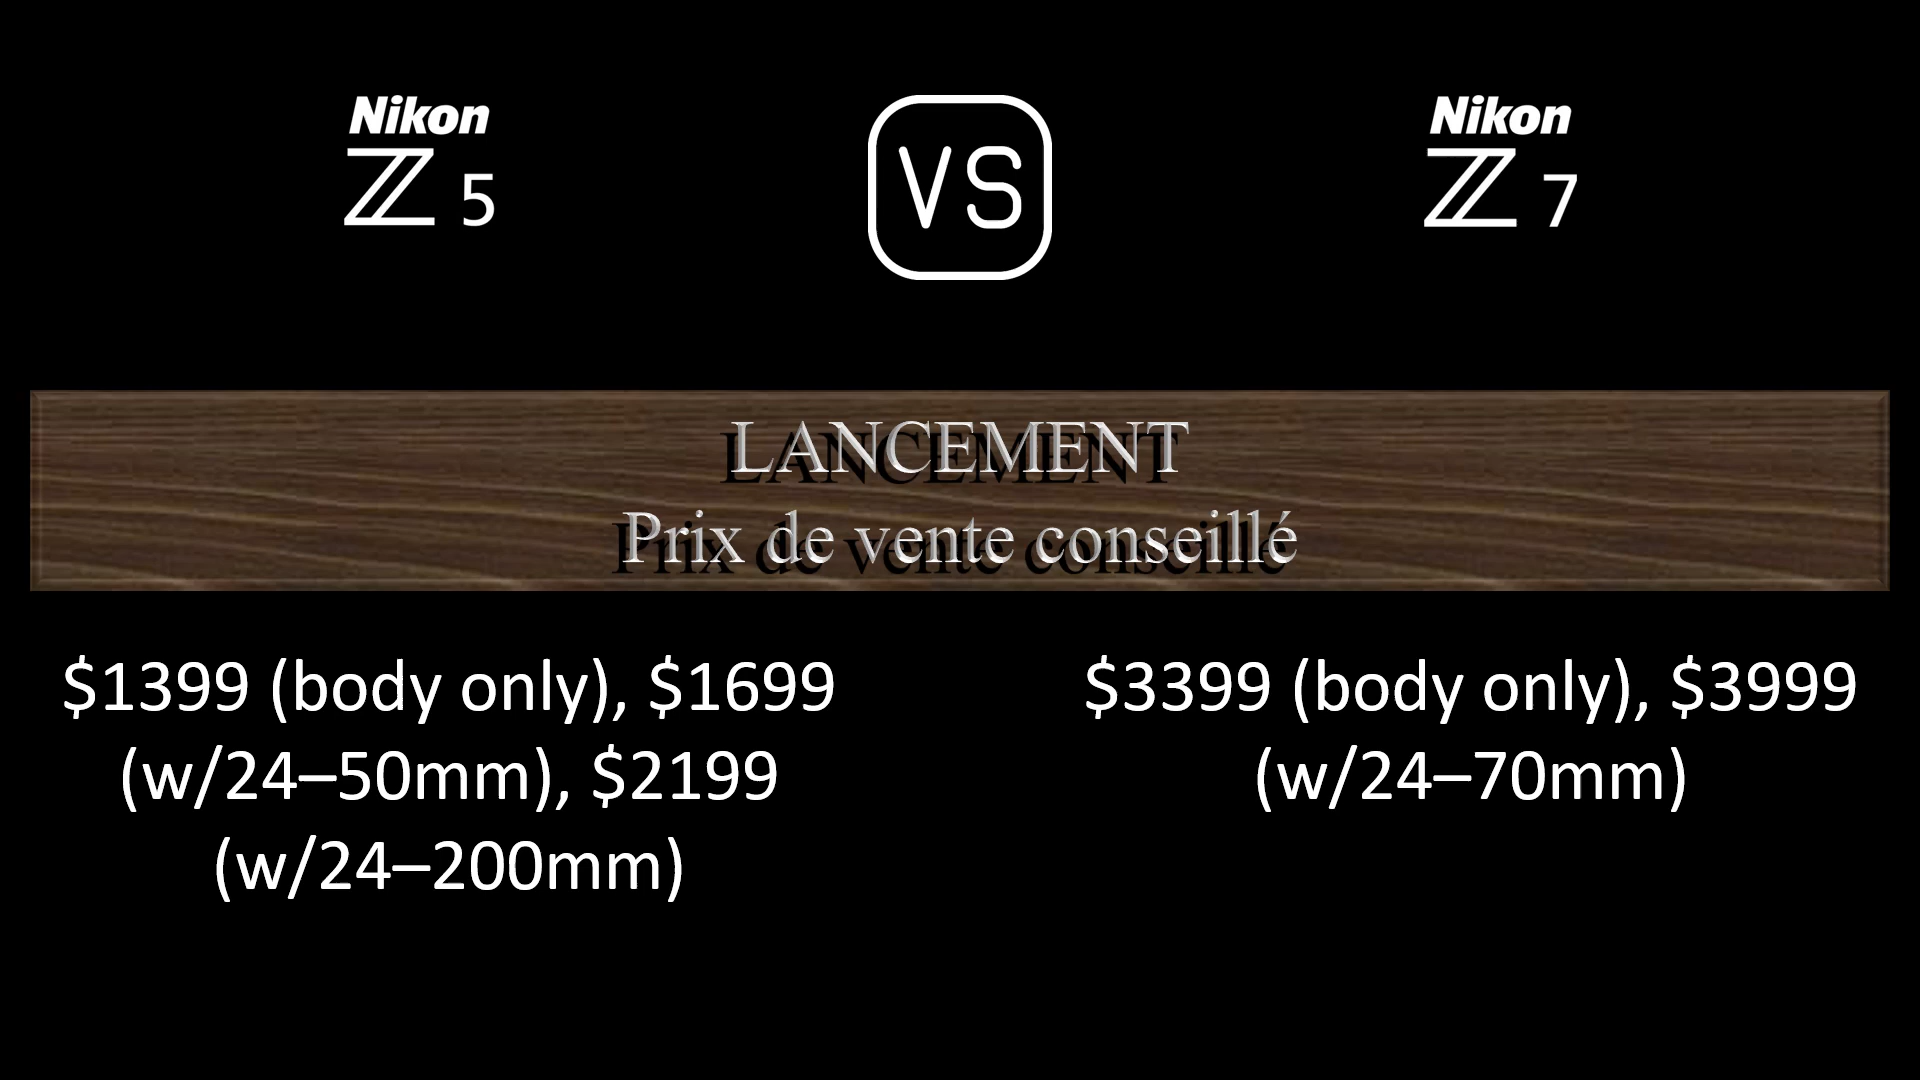 Nikon
Z 5
VS
Nikon
Z 7
LANCEMENT
Prix de vente conseillé
$1399 (body only), $1699
(w/24–50mm), $2199
(w/24–200mm)
$3399 (body only), $3999
(w/24–70mm)